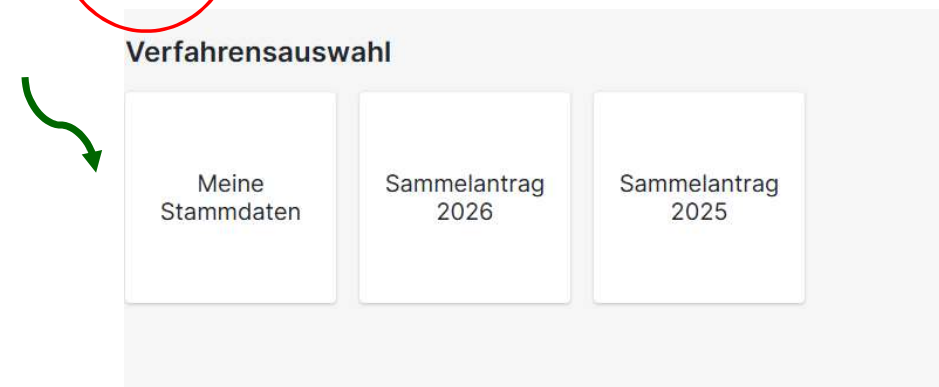 Verfahrensauswahl
Meine
Stammdaten
Sammelantrag
2026
Sammelantrag
2025